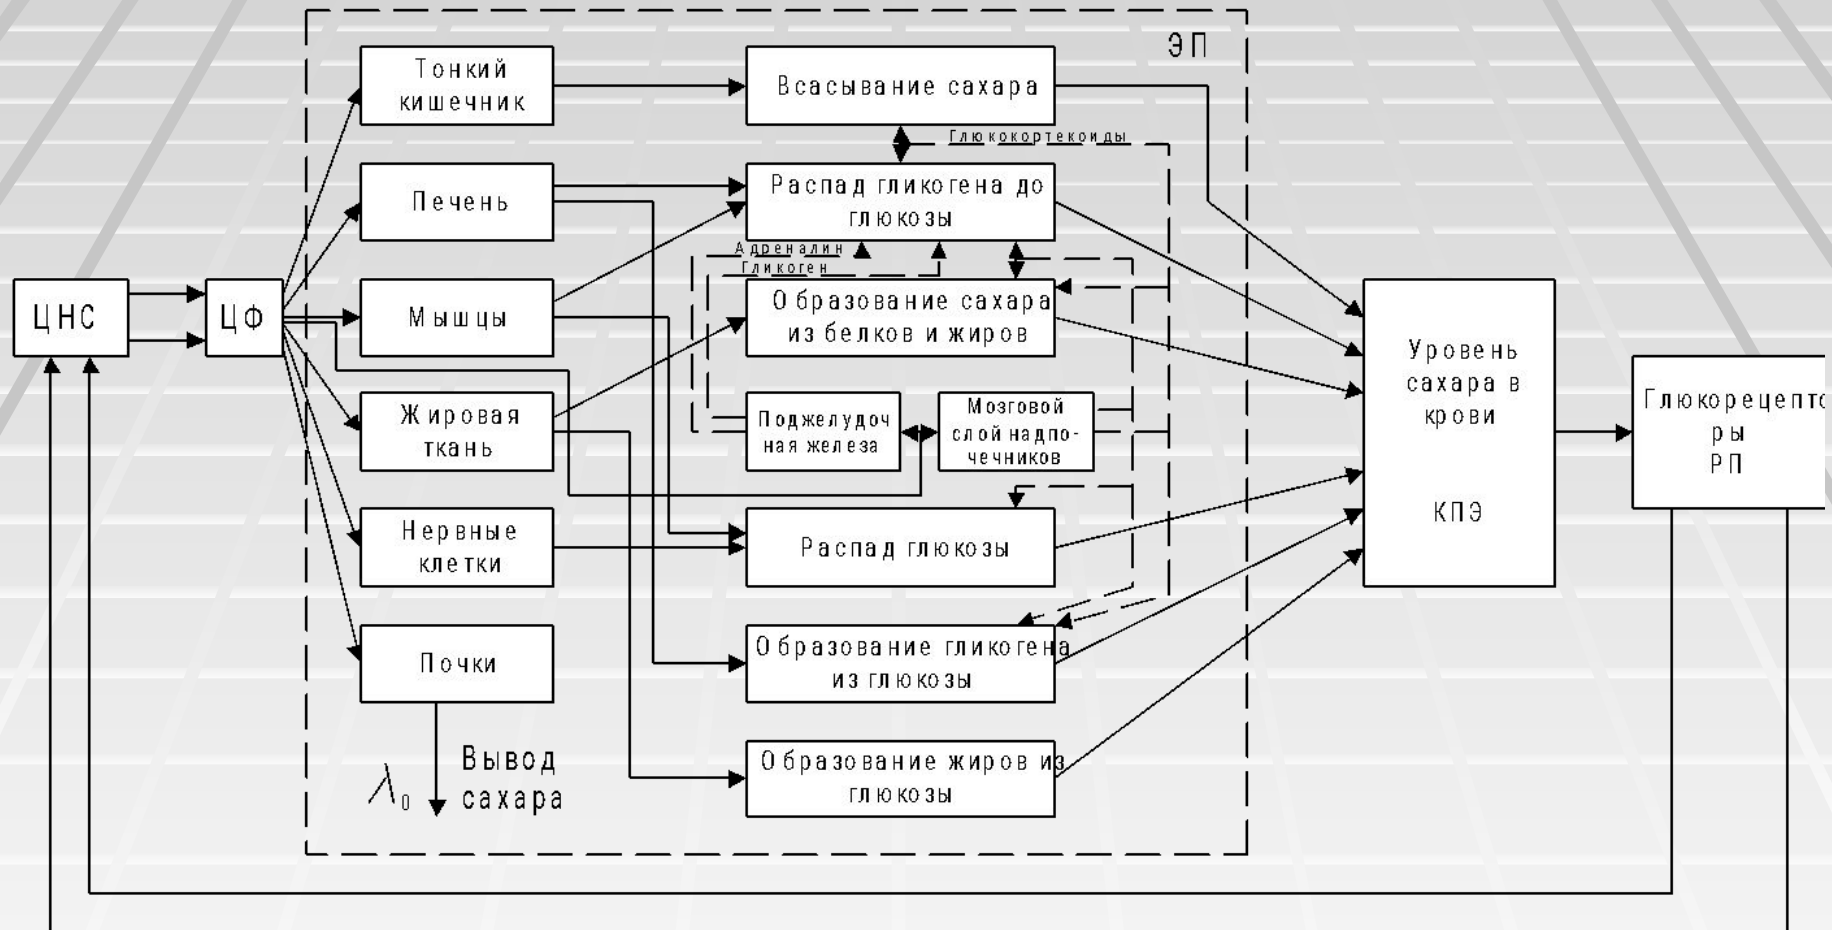 ЭП
Тонкий
кишечник
Всасывание сахара
Глюкокортекоиды
Печень
Распад гликогена до
глюкозы
Адреналин
Гликоген
ЦНС
ЦФ
Мышцы
Образование сахара
из белков и жиров
Уровень
сахара в
крови
КПЭ
Глюкорецепто
ры
РП
Жировая
ткань
Поджелудоч
ная железа
Мозговой
слой надпо-
чечников
Нервные
клетки
Распад глюкозы
Почки
Образование гликогена
из глюкозы
λ0
Вывод
сахара
Образование жиров из
глюкозы